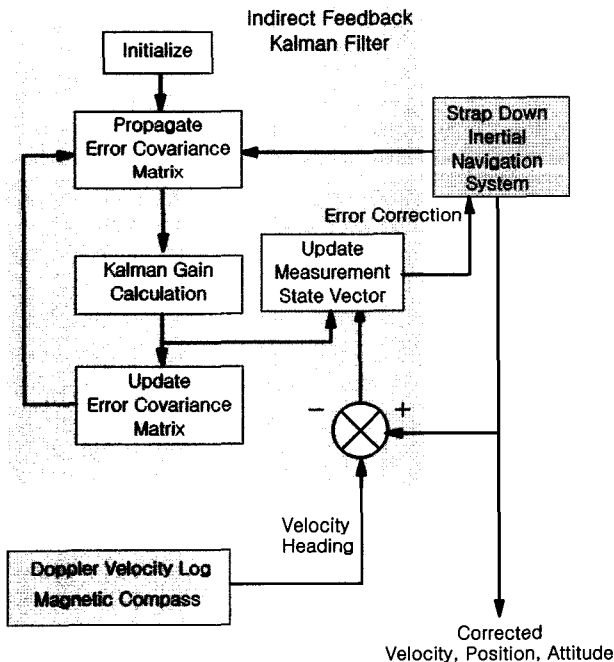 Indirect Feedback
Kalman Filter
Initialize
Propagate
Error Covariance
Matrix
Strap Down
Inertial
Navigation
System
Error Correction
Kalman Gain
Calculation
Update
Measurement
State Vector
Update
Error Covariance
Matrix
− +
Velocity
Heading
Doppler Velocity Log
Magnetic Compass
Corrected
Velocity, Position, Attitude